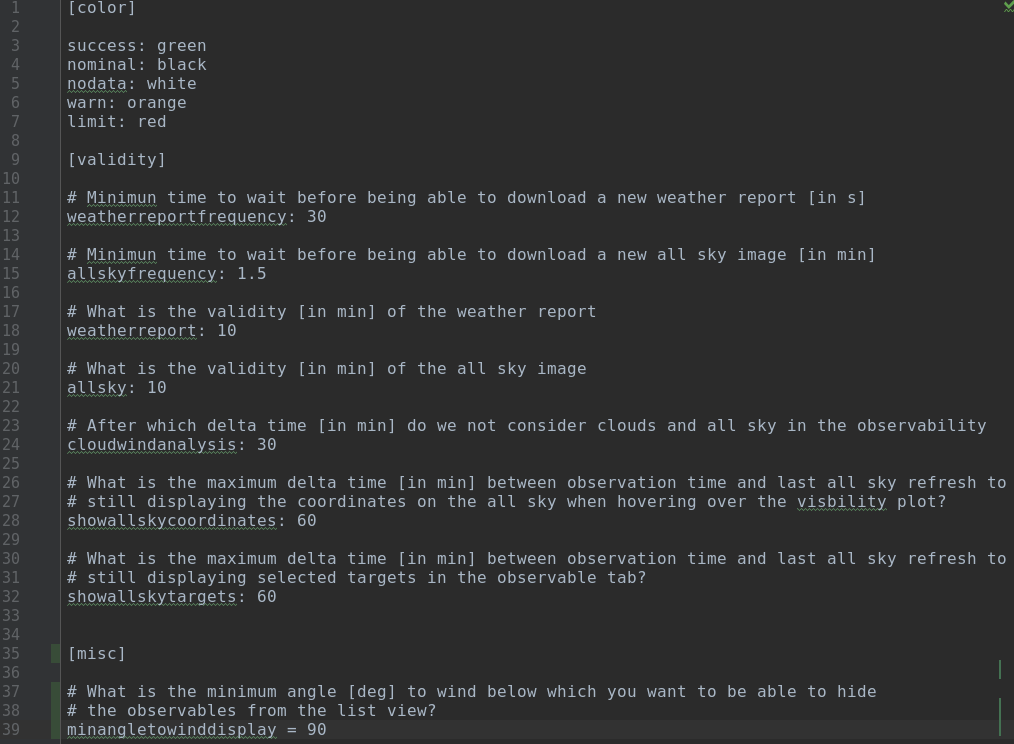 1 [color]
2
3 success: green
4 nominal: black
5 nodata: white
6 warn: orange
7 limit: red
8
9 [validity]
10
11 # Minimun time to wait before being able to download a new weather report [in s]
12 weatherreportfrequency: 30
13
14 # Minimun time to wait before being able to download a new all sky image [in min]
15 allskyfrequency: 1.5
16
17 # What is the validity [in min] of the weather report
18 weatherreport: 10
19
20 # What is the validity [in min] of the all sky image
21 allsky: 10
22
23 # After which delta time [in min] do we not consider clouds and all sky in the observability
24 cloudwindanalysis: 30
25
26 # What is the maximum delta time [in min] between observation time and last all sky refresh to
27 # still displaying the coordinates on the all sky when hovering over the visbility plot?
28 showallskycoordinates: 60
29
30 # What is the maximum delta time [in min] between observation time and last all sky refresh to
31 # still displaying selected targets in the observable tab?
32 showallskytargets: 60
33
34
35 [misc]
36
37 # What is the minimum angle [deg] to wind below which you want to be able to hide
38 # the observables from the list view?
39 minangletowinddisplay = 90